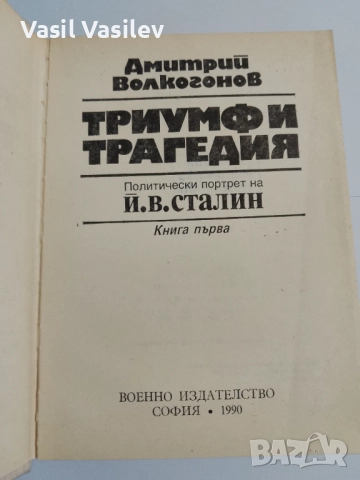 Vasil Vasilev
Дмитрий
Волкогонов
ТРИУМФ И
ТРАГЕДИЯ
Политически портрет на
Й.В.СТАЛИН
Книга първа
ВОЕННО ИЗДАТЕЛСТВО
СОФИЯ • 1990
BAZAR